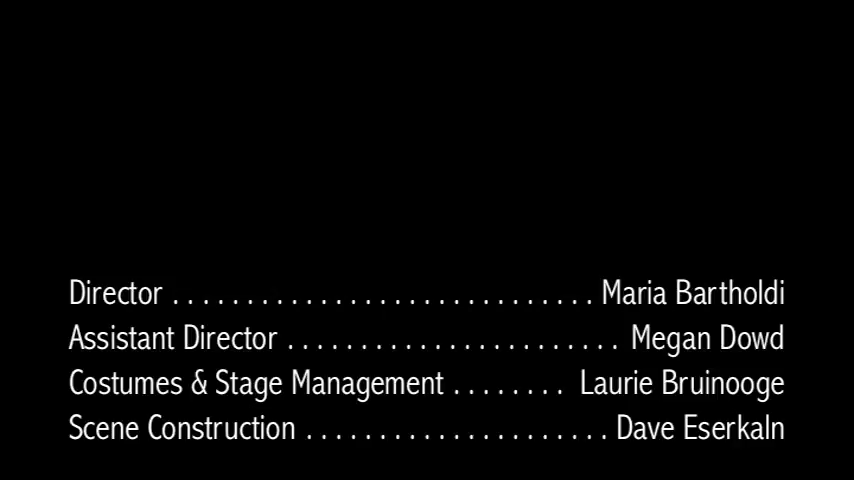 Director . . . . . . . . . . . . . . . . . . . . . . . . . . . . . Maria Bartholdi
Assistant Director . . . . . . . . . . . . . . . . . . . . . . . Megan Dowd
Costumes & Stage Management . . . . . . . . Laurie Bruinooge
Scene Construction . . . . . . . . . . . . . . . . . . . . . Dave Eserkaln